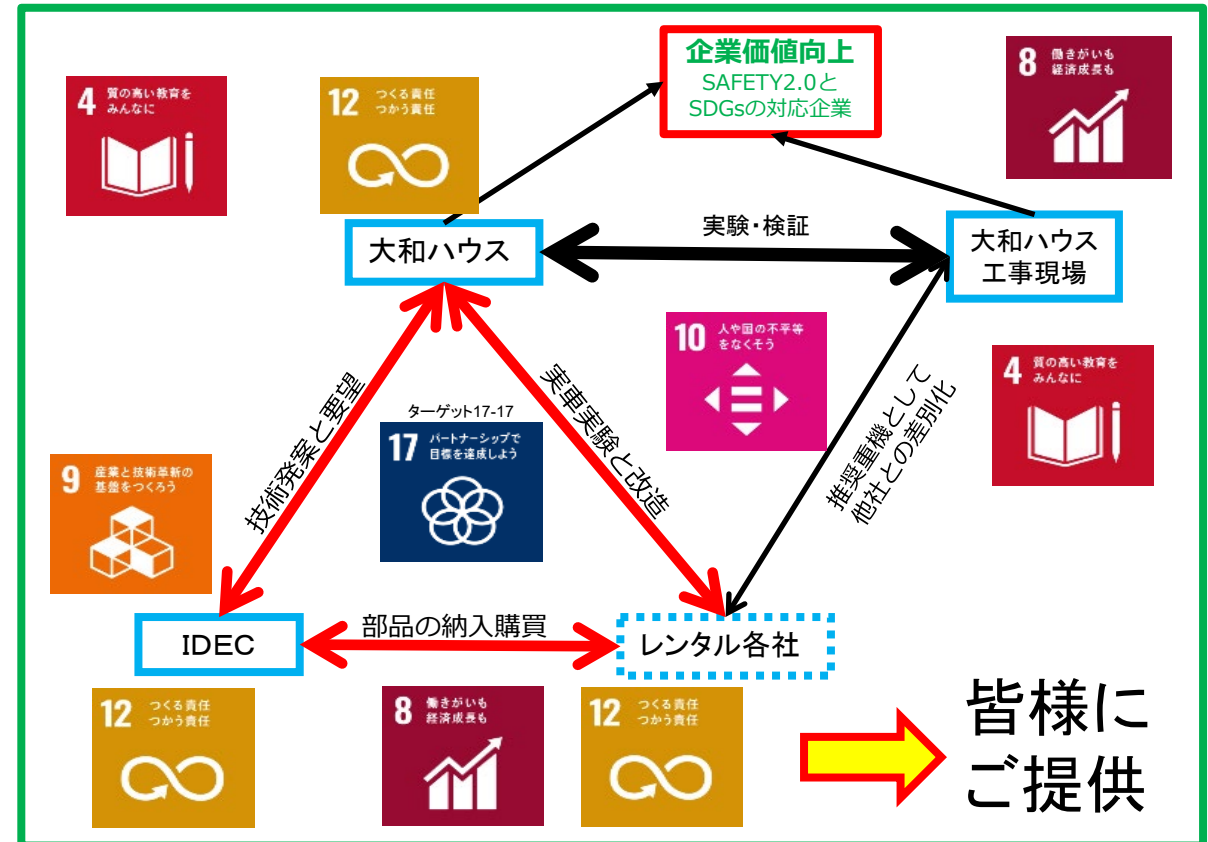 企業価値向上
SAFETY2.0と
SDGsの対応企業
8 働きがいも
経済成長も
4 質の高い教育を
みんなに
12 つくる責任
つかう責任
大和ハウス
実験・検証
大和ハウス
工事現場
10 人や国の不平等
をなくそう
4 質の高い教育を
みんなに
技術発案と要望
ターゲット17-17
17 パートナーシップで
目標を達成しよう
実車実験と改造
推奨重機として
他社との差別化
9 産業と技術革新の
基盤をつくろう
IDEC
部品の納入購買
レンタル各社
12 つくる責任
つかう責任
8 働きがいも
経済成長も
12 つくる責任
つかう責任
皆様に
ご提供